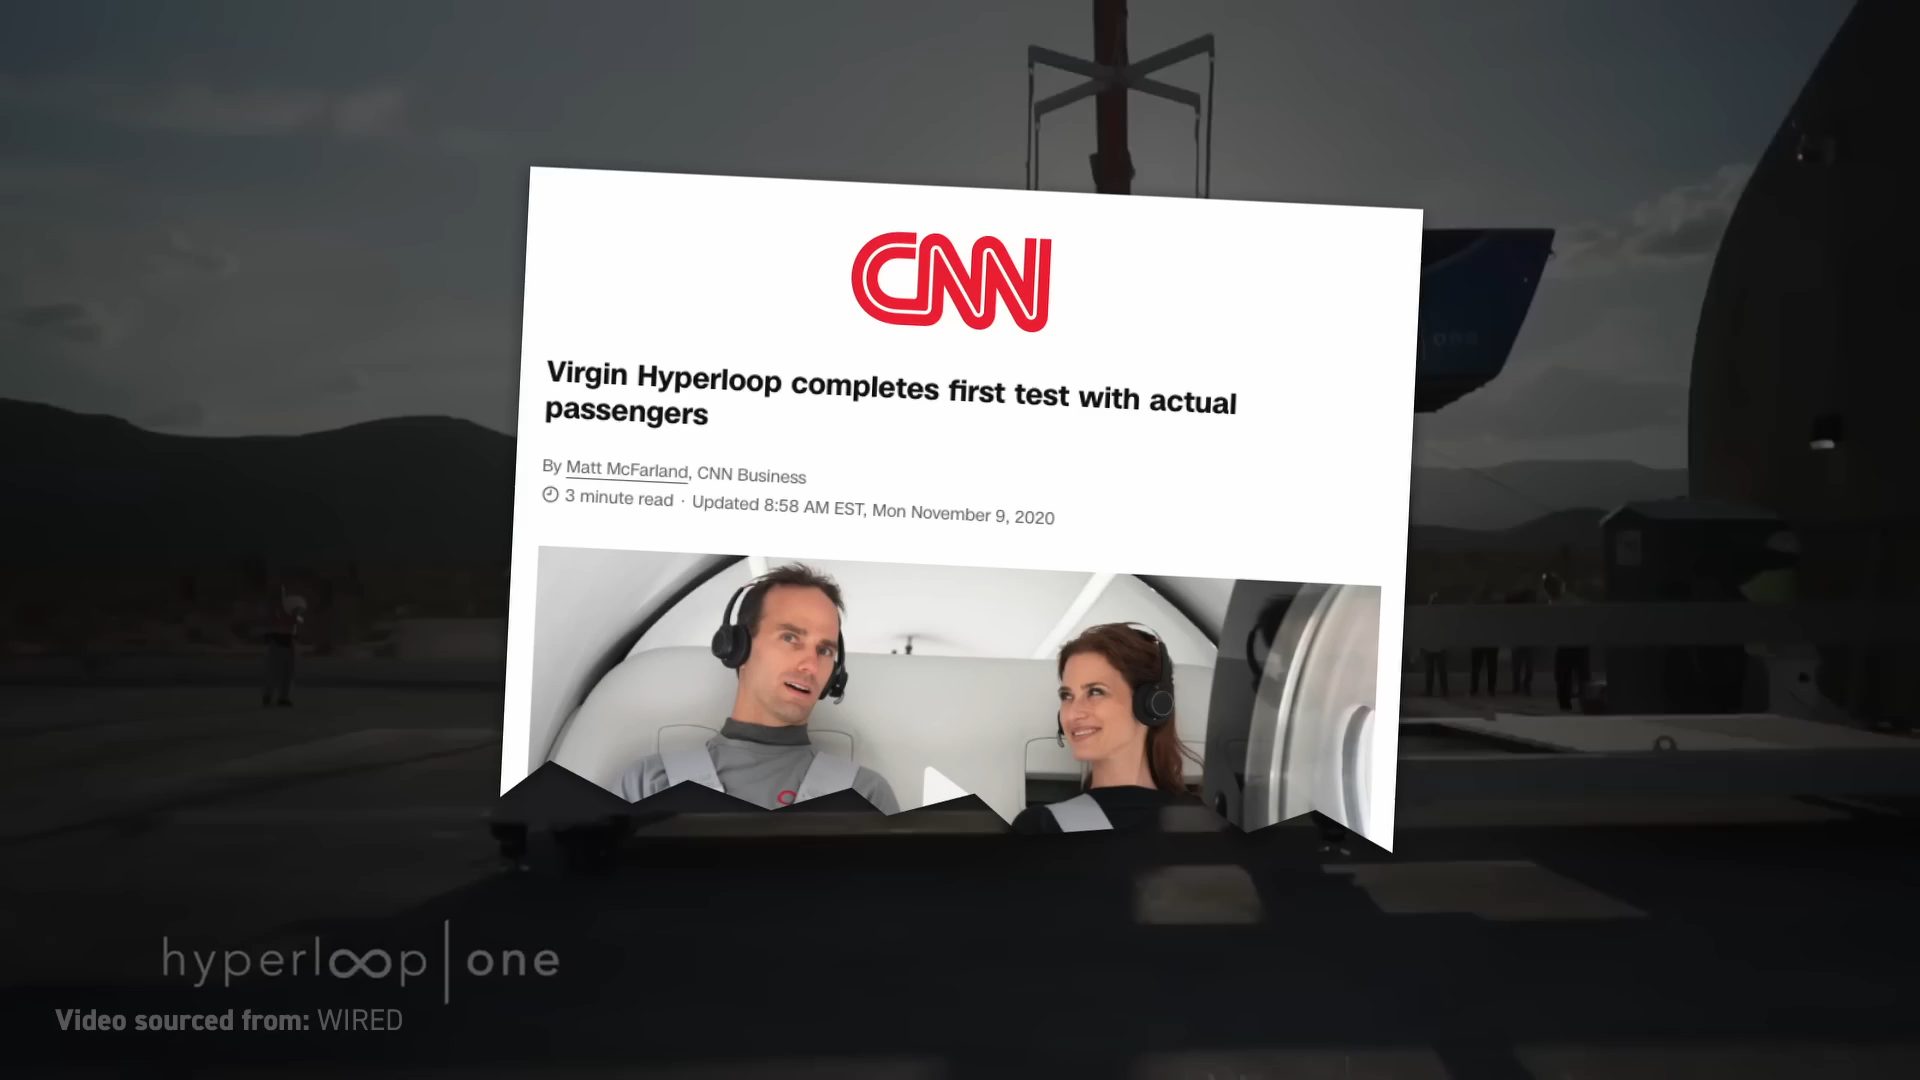 CNN
Virgin Hyperloop completes first test with actual
passengers
By Matt McFarland, CNN Business
3 minute read · Updated 8:58 AM EST, Mon November 9, 2020
one
hyperloop|one
Video sourced from: WIRED